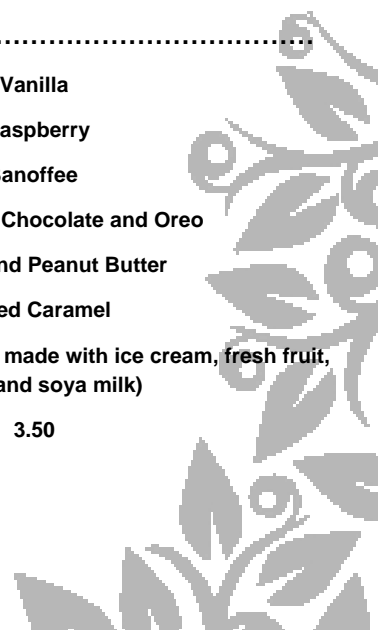 ....................................
Vanilla
aspberry
anoffee
Chocolate and Oreo
nd Peanut Butter
ed Caramel
made with ice cream, fresh fruit,
and soya milk)
3.50